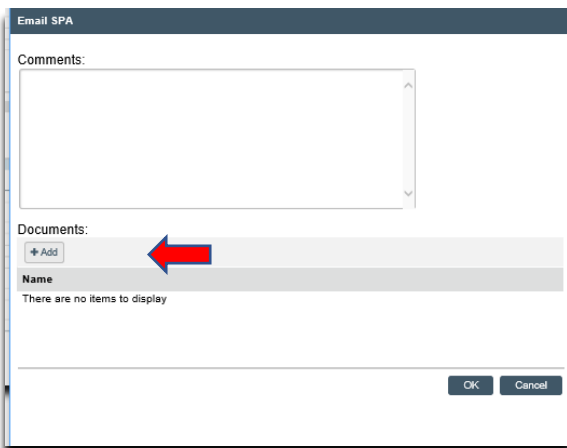 Email SPA
Comments:
Documents:
+ Add
Name
There are no items to display
OK Cancel